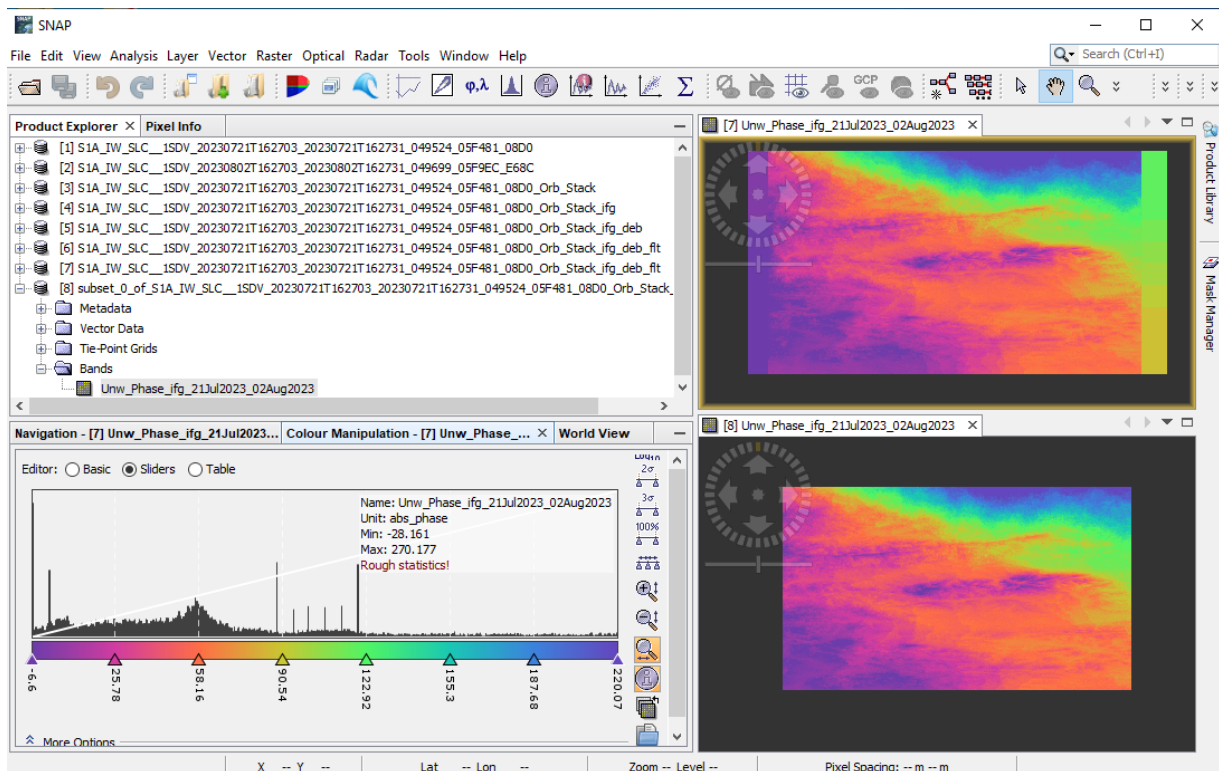 SNAP
SNAP
File Edit View Analysis Layer Vector Raster Optical Radar Tools Window Help
Search (Ctrl+I)
φ,λ
Σ
GCP
Product Explorer
Pixel Info
[1] S1A_IW_SLC__1SDV_20230721T162703_20230721T162731_049524_05F481_08D0
[2] S1A_IW_SLC__1SDV_20230802T162703_20230802T162731_049699_05F9EC_E68C
[3] S1A_IW_SLC__1SDV_20230721T162703_20230721T162731_049524_05F481_08D0_Orb_Stack
[4] S1A_IW_SLC__1SDV_20230721T162703_20230721T162731_049524_05F481_08D0_Orb_Stack_ifg
[5] S1A_IW_SLC__1SDV_20230721T162703_20230721T162731_049524_05F481_08D0_Orb_Stack_ifg_deb
[6] S1A_IW_SLC__1SDV_20230721T162703_20230721T162731_049524_05F481_08D0_Orb_Stack_ifg_deb_flt
[7] S1A_IW_SLC__1SDV_20230721T162703_20230721T162731_049524_05F481_08D0_Orb_Stack_ifg_deb_flt
[8] subset_0_of_S1A_IW_SLC__1SDV_20230721T162703_20230721T162731_049524_05F481_08D0_Orb_Stack_
Metadata
Vector Data
Tie-Point Grids
Bands
Unw_Phase_ifg_21Jul2023_02Aug2023
[7] Unw_Phase_ifg_21Jul2023_02Aug2023
Product Library
Mask Manager
Navigation - [7] Unw_Phase_ifg_21Jul2023...
Colour Manipulation - [7] Unw_Phase_...
World View
Editor: Basic Sliders Table
Name: Unw_Phase_ifg_21Jul2023_02Aug2023
Unit: abs_phase
Min: -28.161
Max: 270.177
Rough statistics!
2σ
3σ
100%
-6.6
25.78
58.16
90.54
122.92
155.3
187.68
220.07
More Options
[8] Unw_Phase_ifg_21Jul2023_02Aug2023
X -- Y -- Lat -- Lon -- Zoom -- Level -- Pixel Spacing: -- m -- m